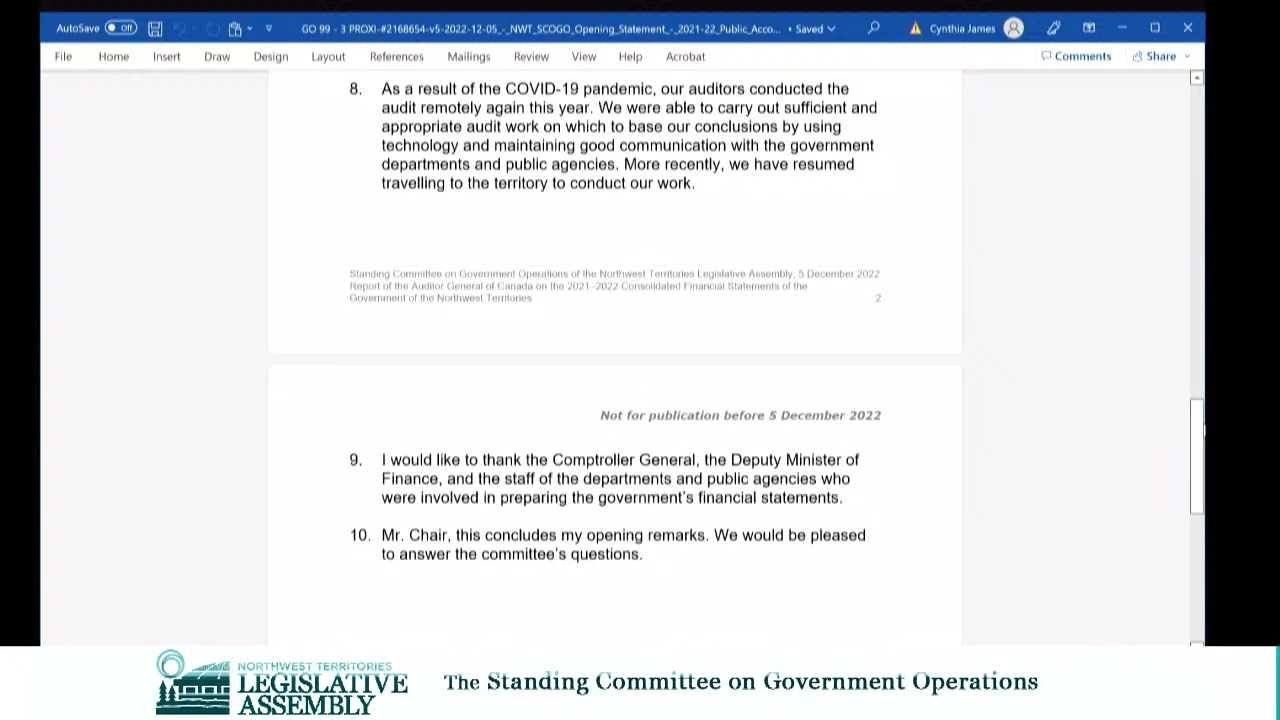 AutoSave Off GO 99 - 3 PROXI-#2168654-v5-2022-12-05_-_NWT_SCOGO_Opening_Statement_-_2021-22_Public_Acco... • Saved Cynthia James
File Home Insert Draw Design Layout References Mailings Review View Help Acrobat Comments Share
8. As a result of the COVID-19 pandemic, our auditors conducted the
audit remotely again this year. We were able to carry out sufficient and
appropriate audit work on which to base our conclusions by using
technology and maintaining good communication with the government
departments and public agencies. More recently, we have resumed
travelling to the territory to conduct our work.
Standing Committee on Government Operations of the Northwest Territories Legislative Assembly, 5 December 2022
Report of the Auditor General of Canada on the 2021–2022 Consolidated Financial Statements of the
Government of the Northwest Territories 2
Not for publication before 5 December 2022
9. I would like to thank the Comptroller General, the Deputy Minister of
Finance, and the staff of the departments and public agencies who
were involved in preparing the government's financial statements.
10. Mr. Chair, this concludes my opening remarks. We would be pleased
to answer the committee's questions.
NORTHWEST TERRITORIES
LEGISLATIVE
ASSEMBLY
The Standing Committee on Government Operations